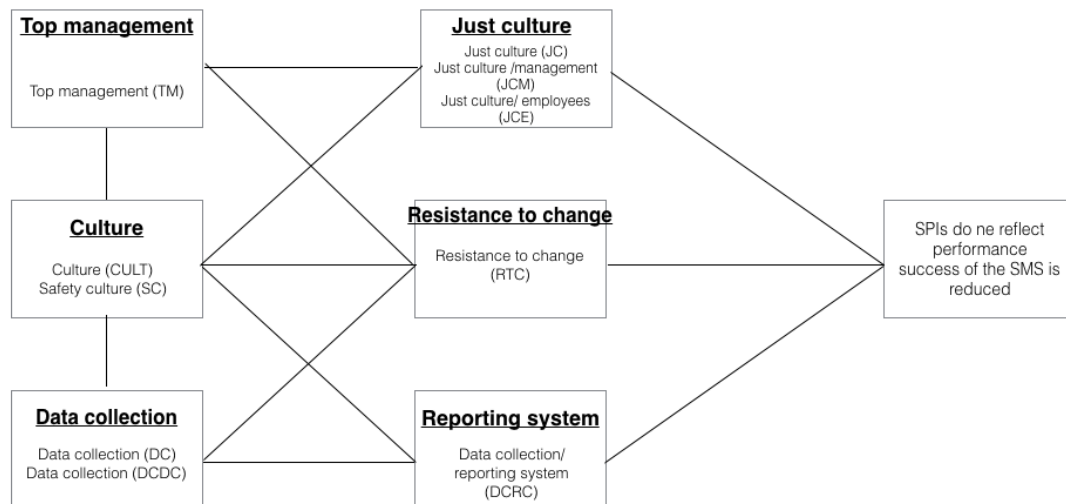 Top management
Top management (TM)
Just culture
Just culture (JC)
Just culture /management
(JCM)
Just culture/ employees
(JCE)
Culture
Culture (CULT)
Safety culture (SC)
Resistance to change
Resistance to change
(RTC)
SPIs do ne reflect
performance
success of the SMS is
reduced
Data collection
Data collection (DC)
Data collection (DCDC)
Reporting system
Data collection/
reporting system
(DCRC)